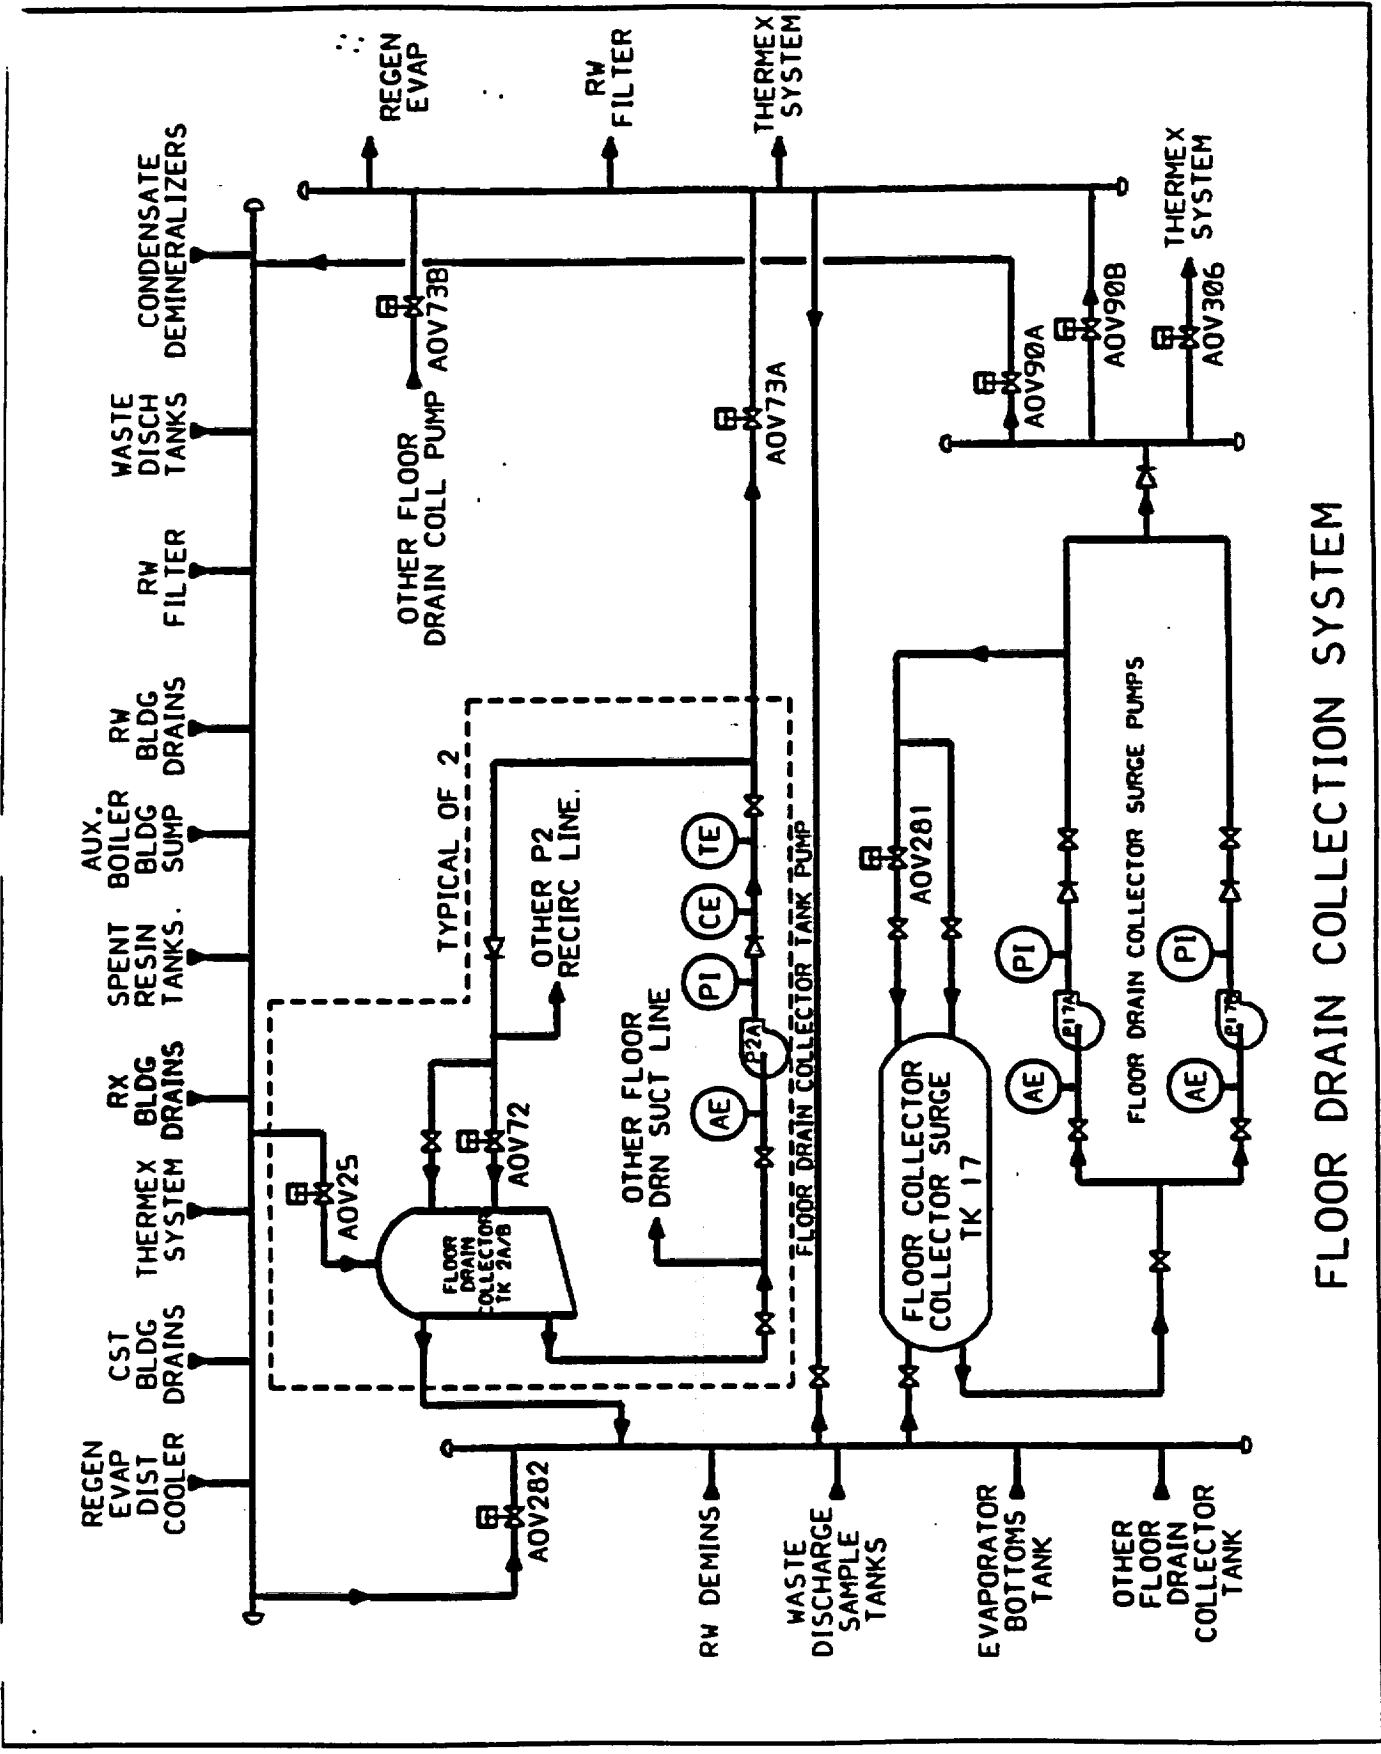 REGEN
EVAP
DIST
COOLER
CST
BLDG
DRAINS
THERMEX
SYSTEM
RX
BLDG
DRAINS
SPENT
RESIN
TANKS.
AUX.
BOILER
BLDG
SUMP
RW
BLDG
DRAINS
RW
FILTER
WASTE
DISCH
TANKS
CONDENSATE
DEMINERALIZERS
REGEN
EVAP
RW
FILTER
THERMEX
SYSTEM
AOV25
TYPICAL OF 2
OTHER FLOOR
DRAIN COLL PUMP
AOV73B
FLOOR
DRAIN
COLLECTOR
TK 2A/B
AOV72
OTHER P2
RECIRC LINE.
AOV282
OTHER FLOOR
DRN SUCT LINE
AE
P2A
PI
CE
TE
AOV73A
FLOOR DRAIN COLLECTOR TANK PUMP
RW DEMINS
WASTE
DISCHARGE
SAMPLE
TANKS
EVAPORATOR
BOTTOMS
TANK
OTHER
FLOOR
DRAIN
COLLECTOR
TANK
FLOOR COLLECTOR
COLLECTOR SURGE
TK 17
AOV281
AOV90A
AOV90B
THERMEX
SYSTEM
AOV306
AE
P17A
PI
FLOOR DRAIN COLLECTOR SURGE PUMPS
AE
PI
FLOOR DRAIN COLLECTION SYSTEM